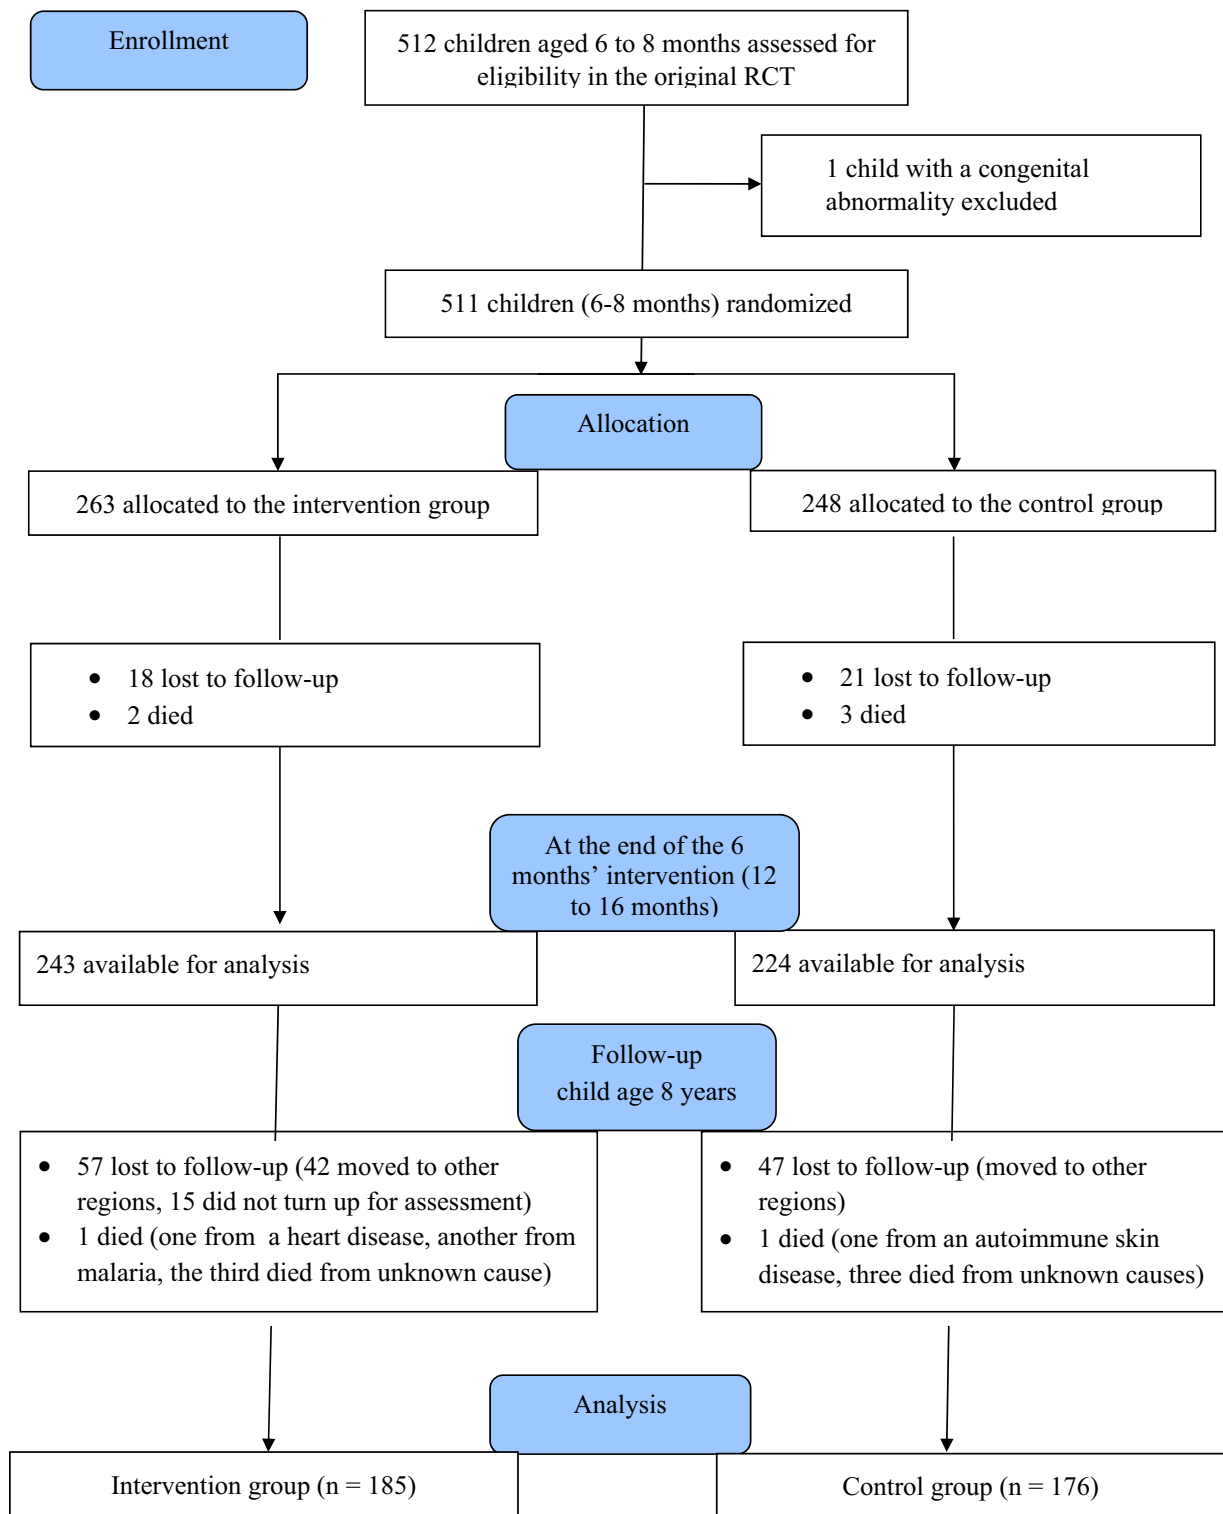 Enrollment
512 children aged 6 to 8 months assessed for
eligibility in the original RCT
1 child with a congenital
abnormality excluded
511 children (6-8 months) randomized
Allocation
263 allocated to the intervention group
248 allocated to the control group
• 18 lost to follow-up
• 2 died
• 21 lost to follow-up
• 3 died
At the end of the 6
months’ intervention (12
to 16 months)
243 available for analysis
224 available for analysis
Follow-up
child age 8 years
• 57 lost to follow-up (42 moved to other
regions, 15 did not turn up for assessment)
• 1 died (one from a heart disease, another from
malaria, the third died from unknown cause)
• 47 lost to follow-up (moved to other
regions)
• 1 died (one from an autoimmune skin
disease, three died from unknown causes)
Analysis
Intervention group (n = 185)
Control group (n = 176)